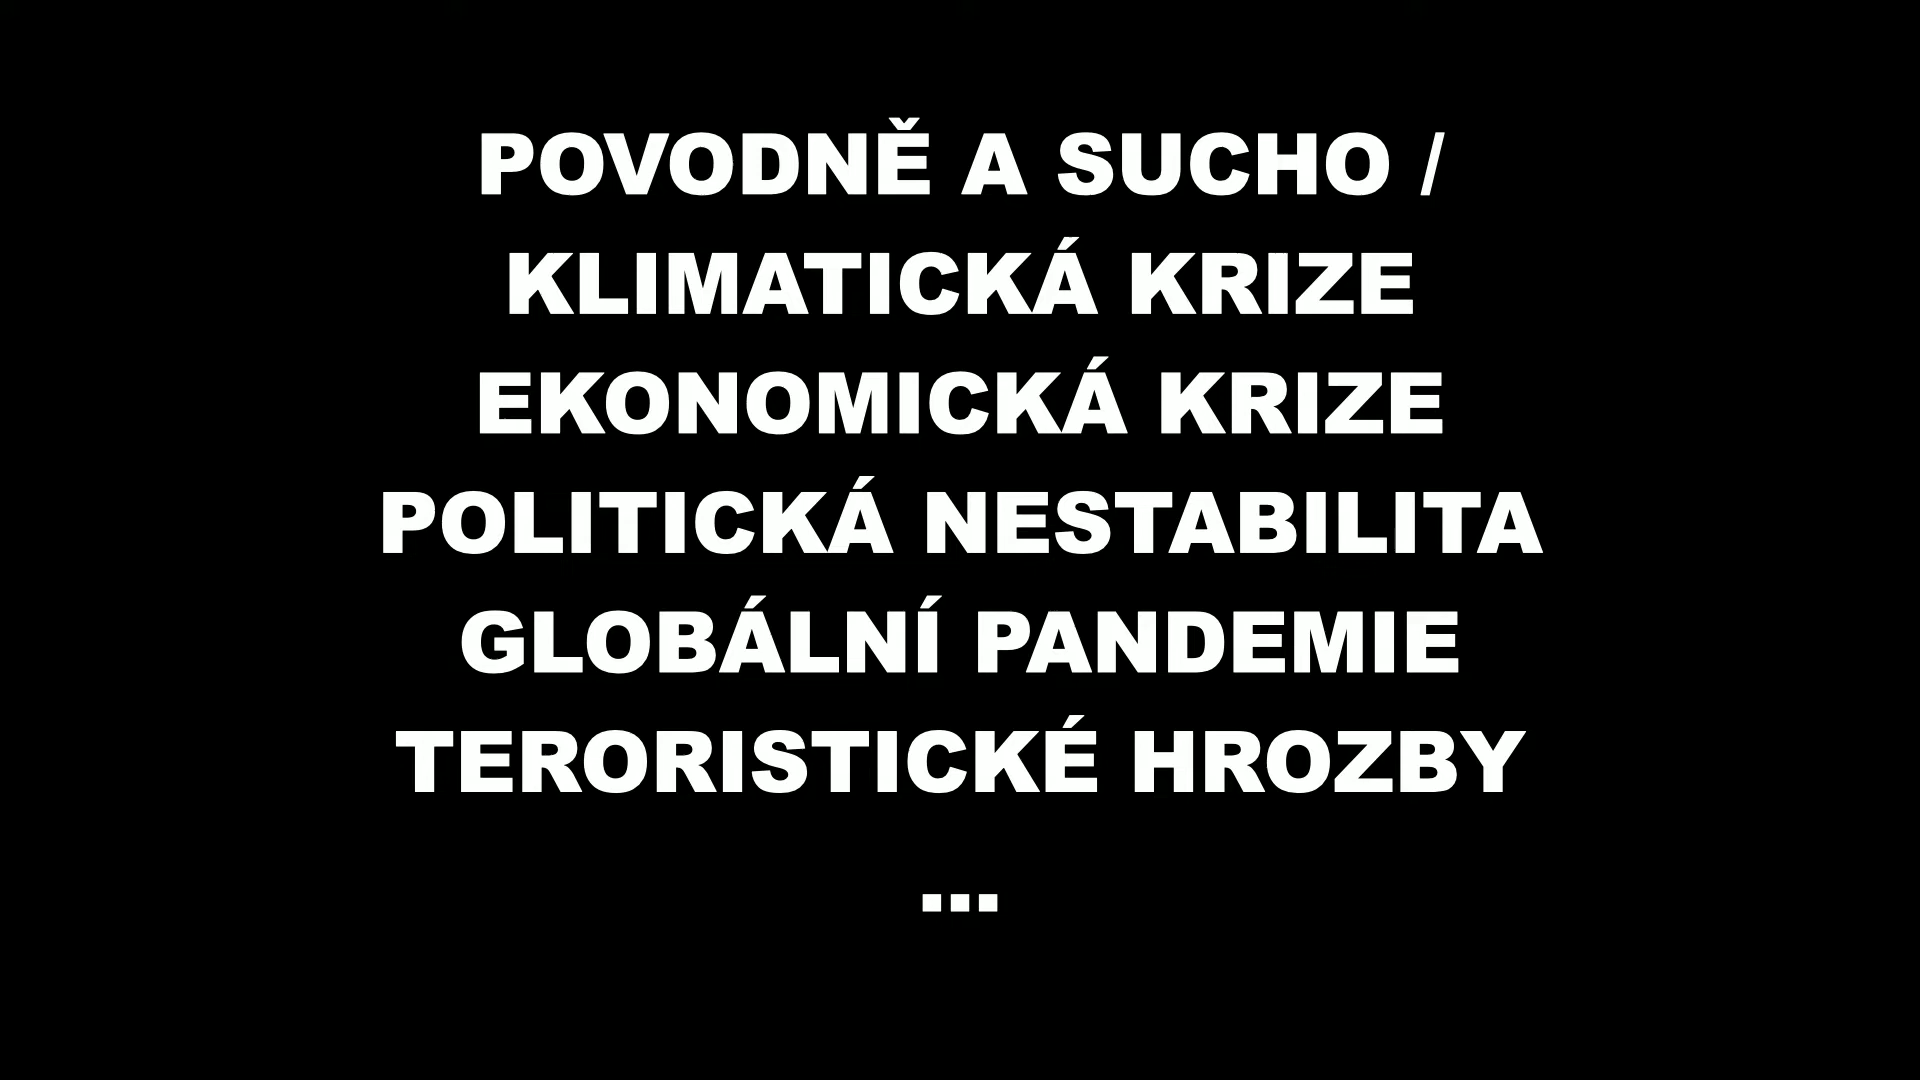 POVODNĚ A SUCHO /
KLIMATICKÁ KRIZE
EKONOMICKÁ KRIZE
POLITICKÁ NESTABILITA
GLOBÁLNÍ PANDEMIE
TERORISTICKÉ HROZBY
...